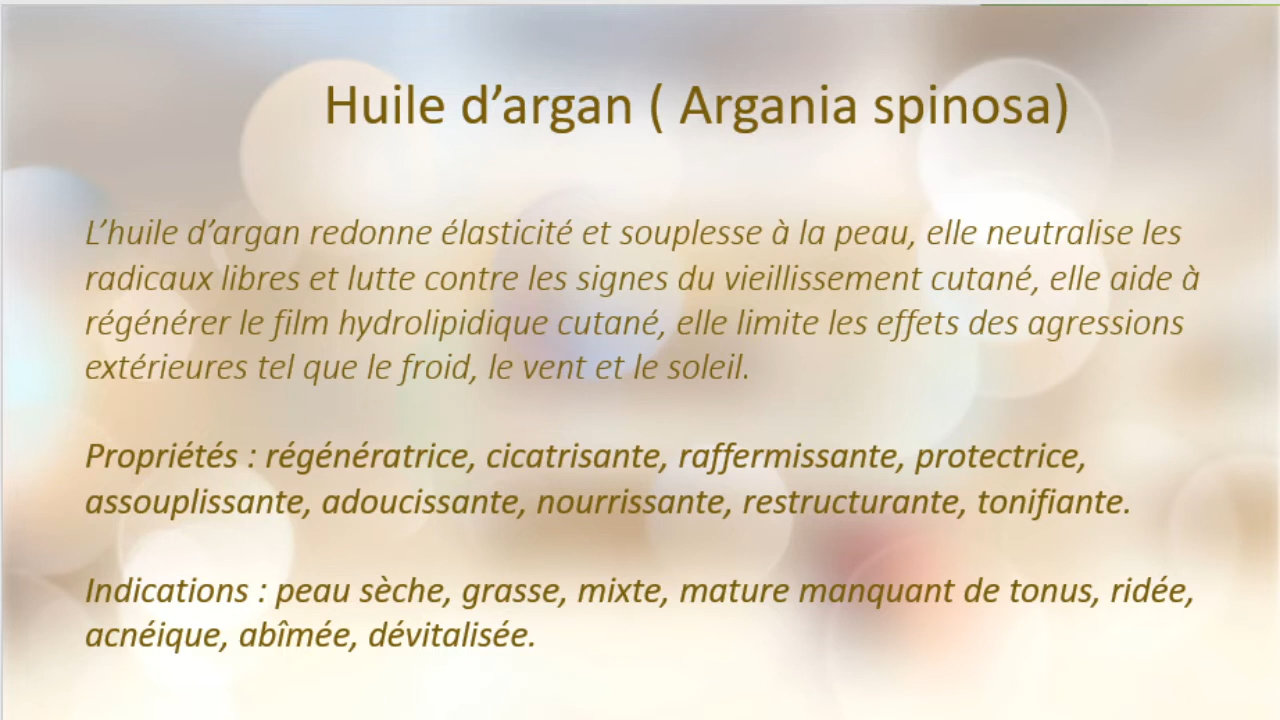 Huile d’argan ( Argania spinosa)
L’huile d’argan redonne élasticité et souplesse à la peau, elle neutralise les
radicaux libres et lutte contre les signes du vieillissement cutané, elle aide à
régénérer le film hydrolipidique cutané, elle limite les effets des agressions
extérieures tel que le froid, le vent et le soleil.
Propriétés : régénératrice, cicatrisante, raffermissante, protectrice,
assouplissante, adoucissante, nourrissante, restructurante, tonifiante.
Indications : peau sèche, grasse, mixte, mature manquant de tonus, ridée,
acnéique, abîmée, dévitalisée.